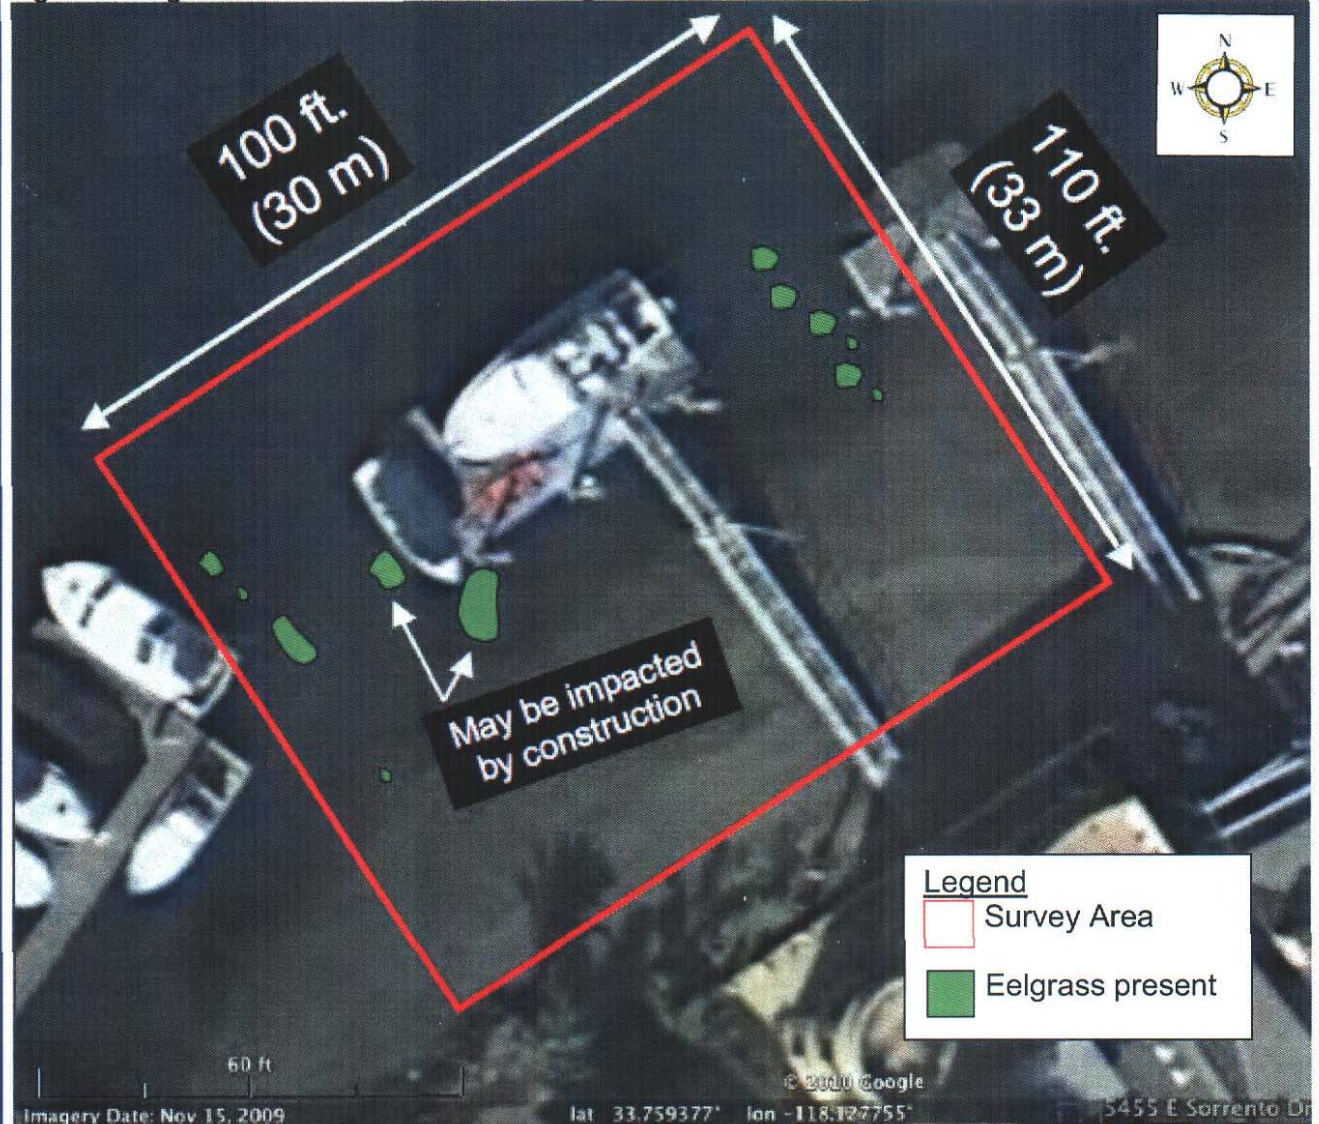 N
W E
S
100 ft.
(30 m)
110 ft.
(33 m)
May be impacted
by construction
Legend
Survey Area
Eelgrass present
60 ft
© 2010 Google
Imagery Date: Nov 15, 2009
lat 33.759377° lon -118.127755°
5455 E Sorrento Dr